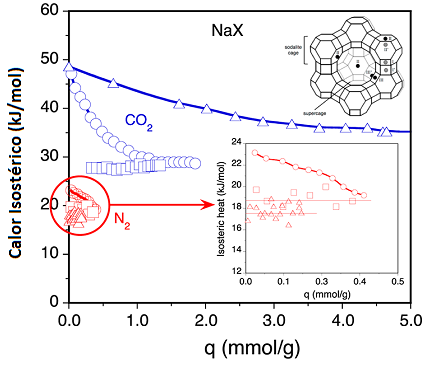 NaX
60
50
40
30
20
10
0
Calor Isostérico (kJ/mol)
CO2
N2
sodalite
cage
supercage
24
22
20
18
16
14
12
Isosteric heat (kJ/mol)
0.0
0.1
0.2
0.3
0.4
0.5
q (mmol/g)
0.0
1.0
2.0
3.0
4.0
5.0
q (mmol/g)